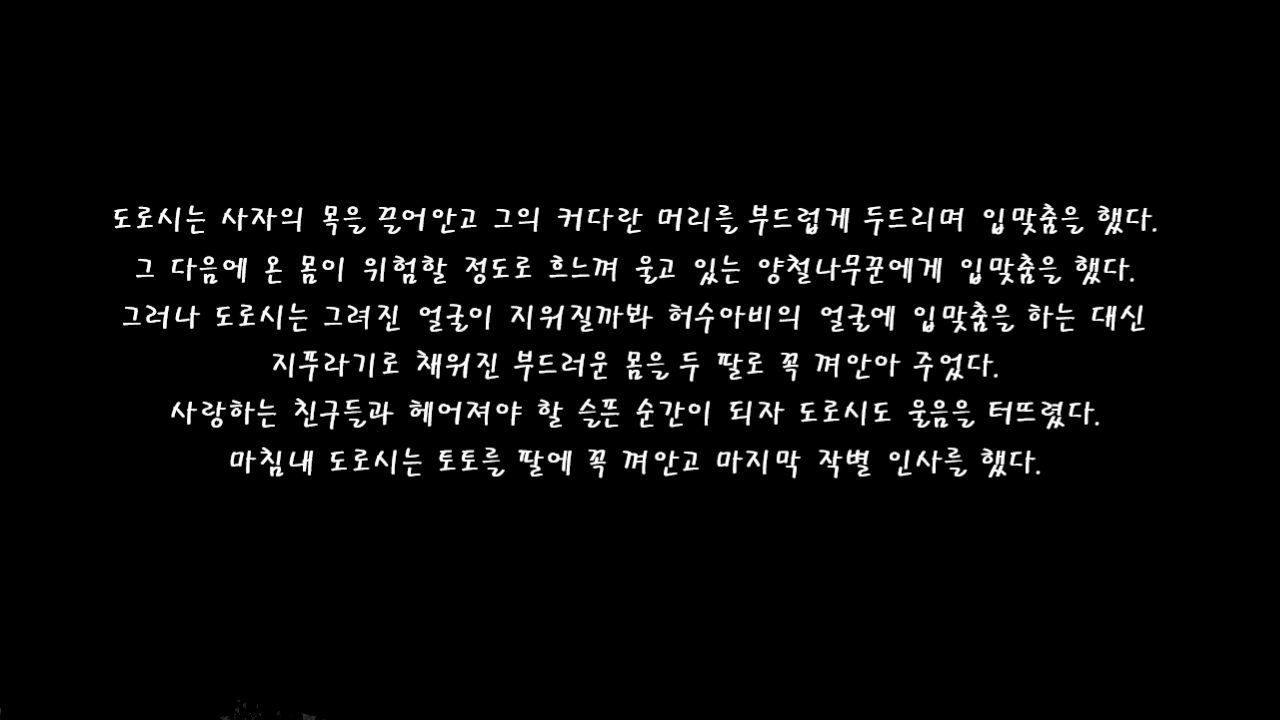 도로시는 사자의 목을 끌어안고 그의 커다란 머리를 부드럽게 두드리며 입맞춤을 했다.
그 다음에 온 몸이 위험할 정도로 흐느껴 울고 있는 양철나무꾼에게 입맞춤을 했다.
그러나 도로시는 그려진 얼굴이 지워질까봐 허수아비의 얼굴에 입맞춤을 하는 대신
지푸라기로 채워진 부드러운 몸을 두 팔로 꼭 껴안아 주었다.
사랑하는 친구들과 헤어져야 할 슬픈 순간이 되자 도로시도 울음을 터뜨렸다.
마침내 도로시는 토토를 팔에 꼭 껴안고 마지막 작별 인사를 했다.